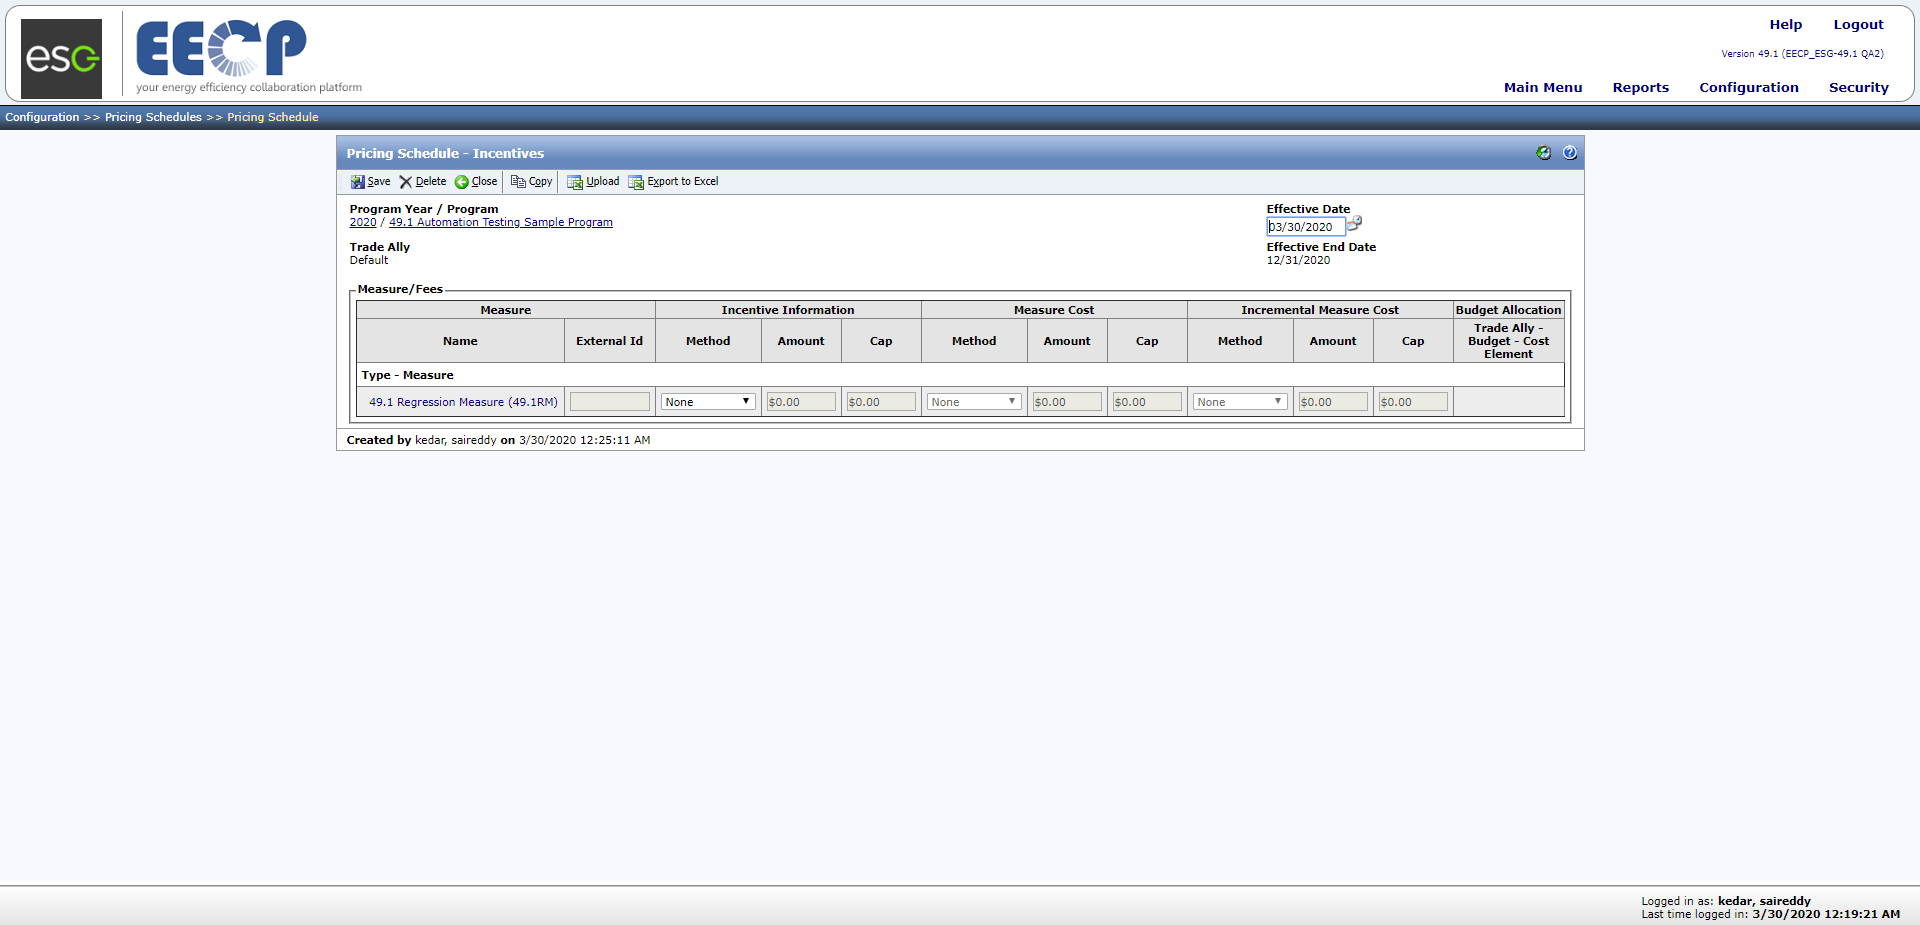 esg
EECP
your energy efficiency collaboration platform
Help Logout
Version 49.1 (EECP_ESG-49.1 QA2)
Main Menu Reports Configuration Security
Configuration >> Pricing Schedules >> Pricing Schedule
Pricing Schedule - Incentives
Save Delete Close Copy Upload Export to Excel
Program Year / Program
2020 / 49.1 Automation Testing Sample Program
Effective Date
03/30/2020
Trade Ally
Default
Effective End Date
12/31/2020
Measure/Fees
Measure Incentive Information Measure Cost Incremental Measure Cost Budget Allocation
Name External Id Method Amount Cap Method Amount Cap Method Amount Cap Trade Ally -
Budget - Cost
Element
Type - Measure
49.1 Regression Measure (49.1RM) None $0.00 $0.00 None $0.00 $0.00 None $0.00 $0.00
Created by kedar, saireddy on 3/30/2020 12:25:11 AM
Logged in as: kedar, saireddy
Last time logged in: 3/30/2020 12:19:21 AM